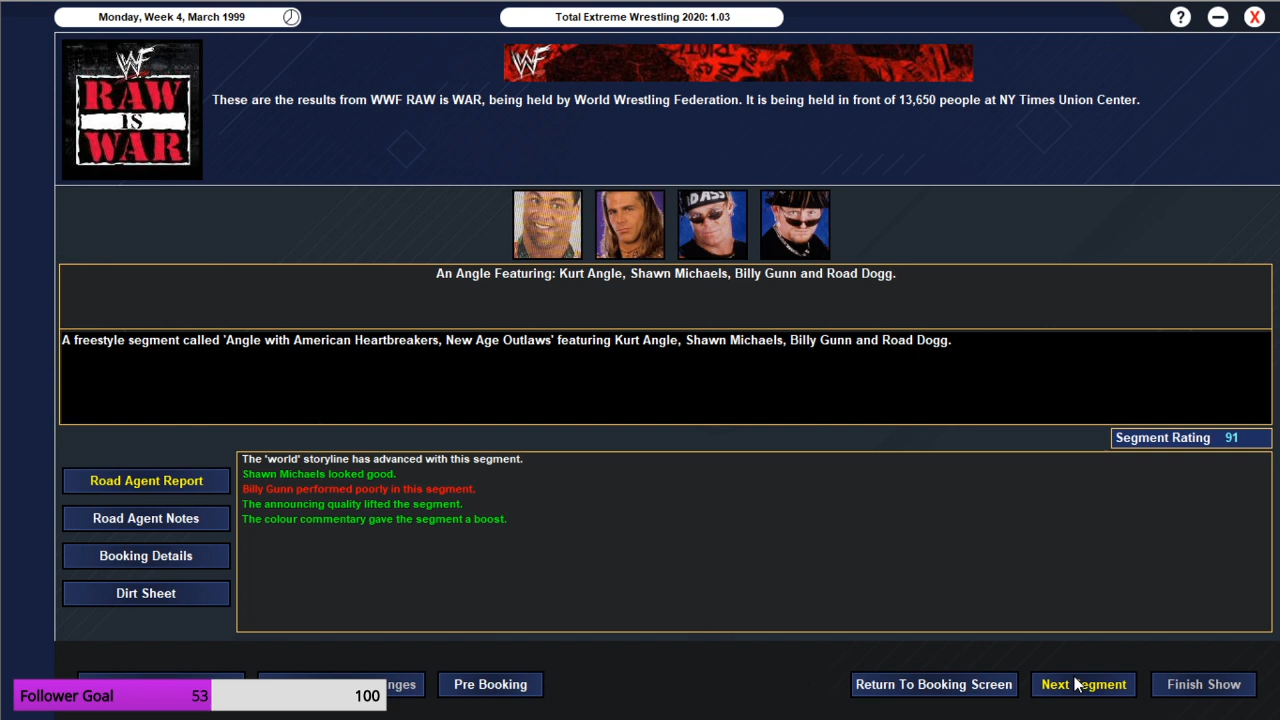 Monday, Week 4, March 1999
Total Extreme Wrestling 2020: 1.03
?
X
WF
RAW
IS
WAR
WF
These are the results from WWF RAW is WAR, being held by World Wrestling Federation. It is being held in front of 13,650 people at NY Times Union Center.
An Angle Featuring: Kurt Angle, Shawn Michaels, Billy Gunn and Road Dogg.
A freestyle segment called 'Angle with American Heartbreakers, New Age Outlaws' featuring Kurt Angle, Shawn Michaels, Billy Gunn and Road Dogg.
Segment Rating 91
Road Agent Report
Road Agent Notes
Booking Details
Dirt Sheet
The 'world' storyline has advanced with this segment.
Shawn Michaels looked good.
Billy Gunn performed poorly in this segment.
The announcing quality lifted the segment.
The colour commentary gave the segment a boost.
nges
Pre Booking
Return To Booking Screen
Next Segment
Finish Show
Follower Goal 53 100